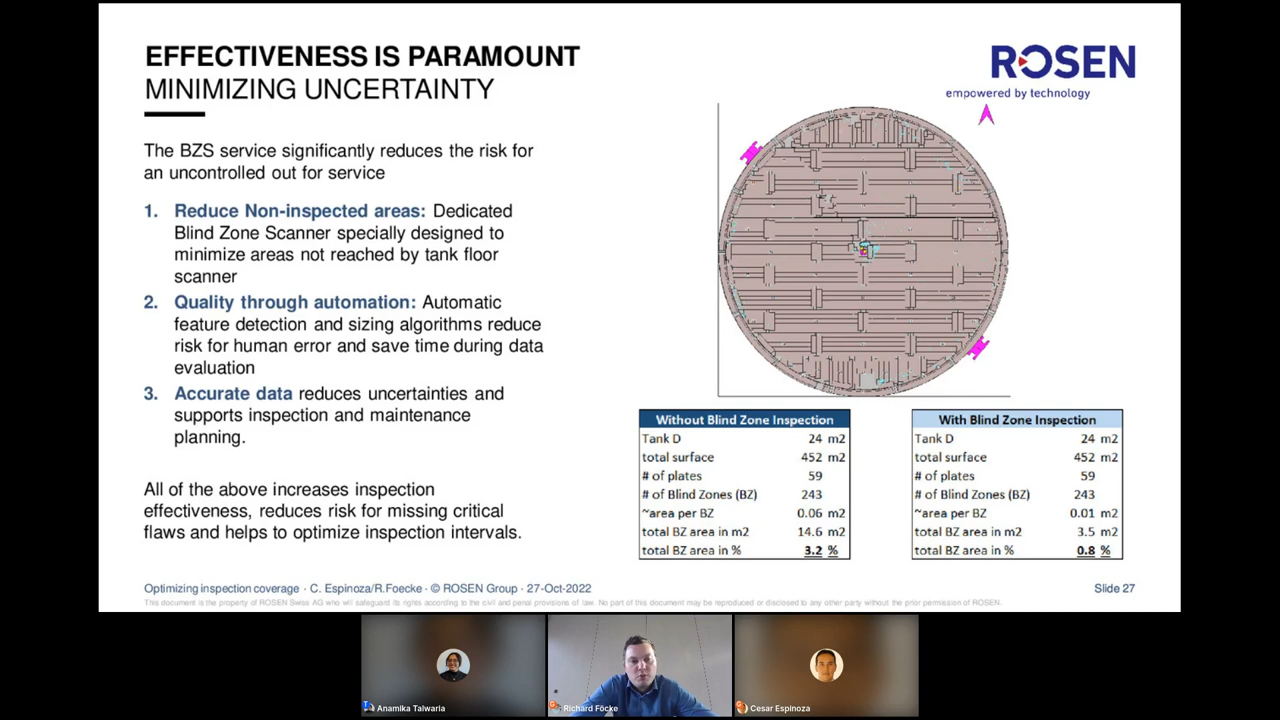 EFFECTIVENESS IS PARAMOUNT
MINIMIZING UNCERTAINTY
ROSEN
empowered by technology
The BZS service significantly reduces the risk for
an uncontrolled out for service
1. Reduce Non-inspected areas: Dedicated
Blind Zone Scanner specially designed to
minimize areas not reached by tank floor
scanner
2. Quality through automation: Automatic
feature detection and sizing algorithms reduce
risk for human error and save time during data
evaluation
3. Accurate data reduces uncertainties and
supports inspection and maintenance
planning.
All of the above increases inspection
effectiveness, reduces risk for missing critical
flaws and helps to optimize inspection intervals.
Without Blind Zone Inspection
Tank D 24 m2
total surface 452 m2
# of plates 59
# of Blind Zones (BZ) 243
~area per BZ 0.06 m2
total BZ area in m2 14.6 m2
total BZ area in % 3.2 %
With Blind Zone Inspection
Tank D 24 m2
total surface 452 m2
# of plates 59
# of Blind Zones (BZ) 243
~area per BZ 0.01 m2
total BZ area in m2 3.5 m2
total BZ area in % 0.8 %
Optimizing inspection coverage · C. Espinoza/R.Foecke · © ROSEN Group · 27-Oct-2022
Slide 27
This document is the property of ROSEN Swiss AG who will safeguard its rights according to the civil and penal provisions of law. No part of this document may be reproduced or disclosed to any other party without the prior permission of ROSEN.
Anamika Talwaria
Richard Föcke
Cesar Espinoza